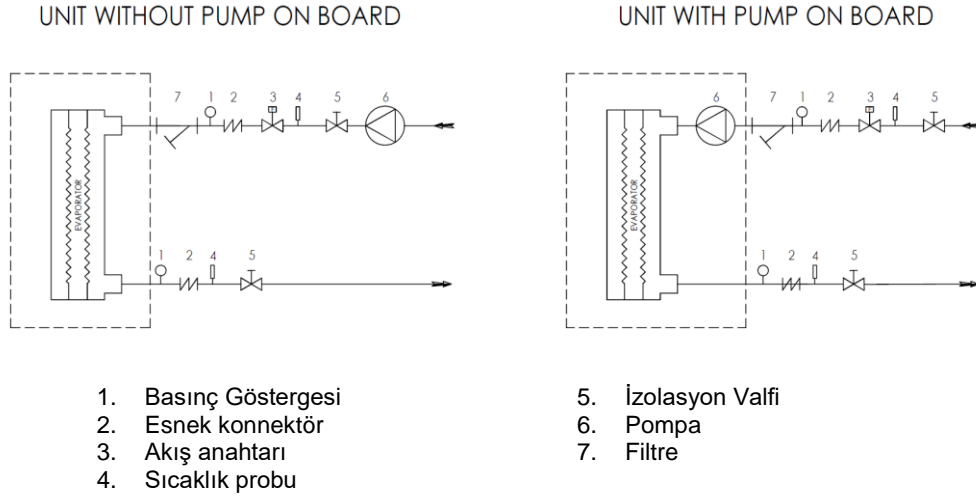 UNIT WITHOUT PUMP ON BOARD
7 1 2 3 4 5 6
EVAPORATOR
1 2 4 5
UNIT WITH PUMP ON BOARD
6 7 1 2 3 4 5
EVAPORATOR
1 2 4 5
1. Basınç Göstergesi
2. Esnek konnektör
3. Akış anahtarı
4. Sıcaklık probu
5. İzolasyon Valfi
6. Pompa
7. Filtre